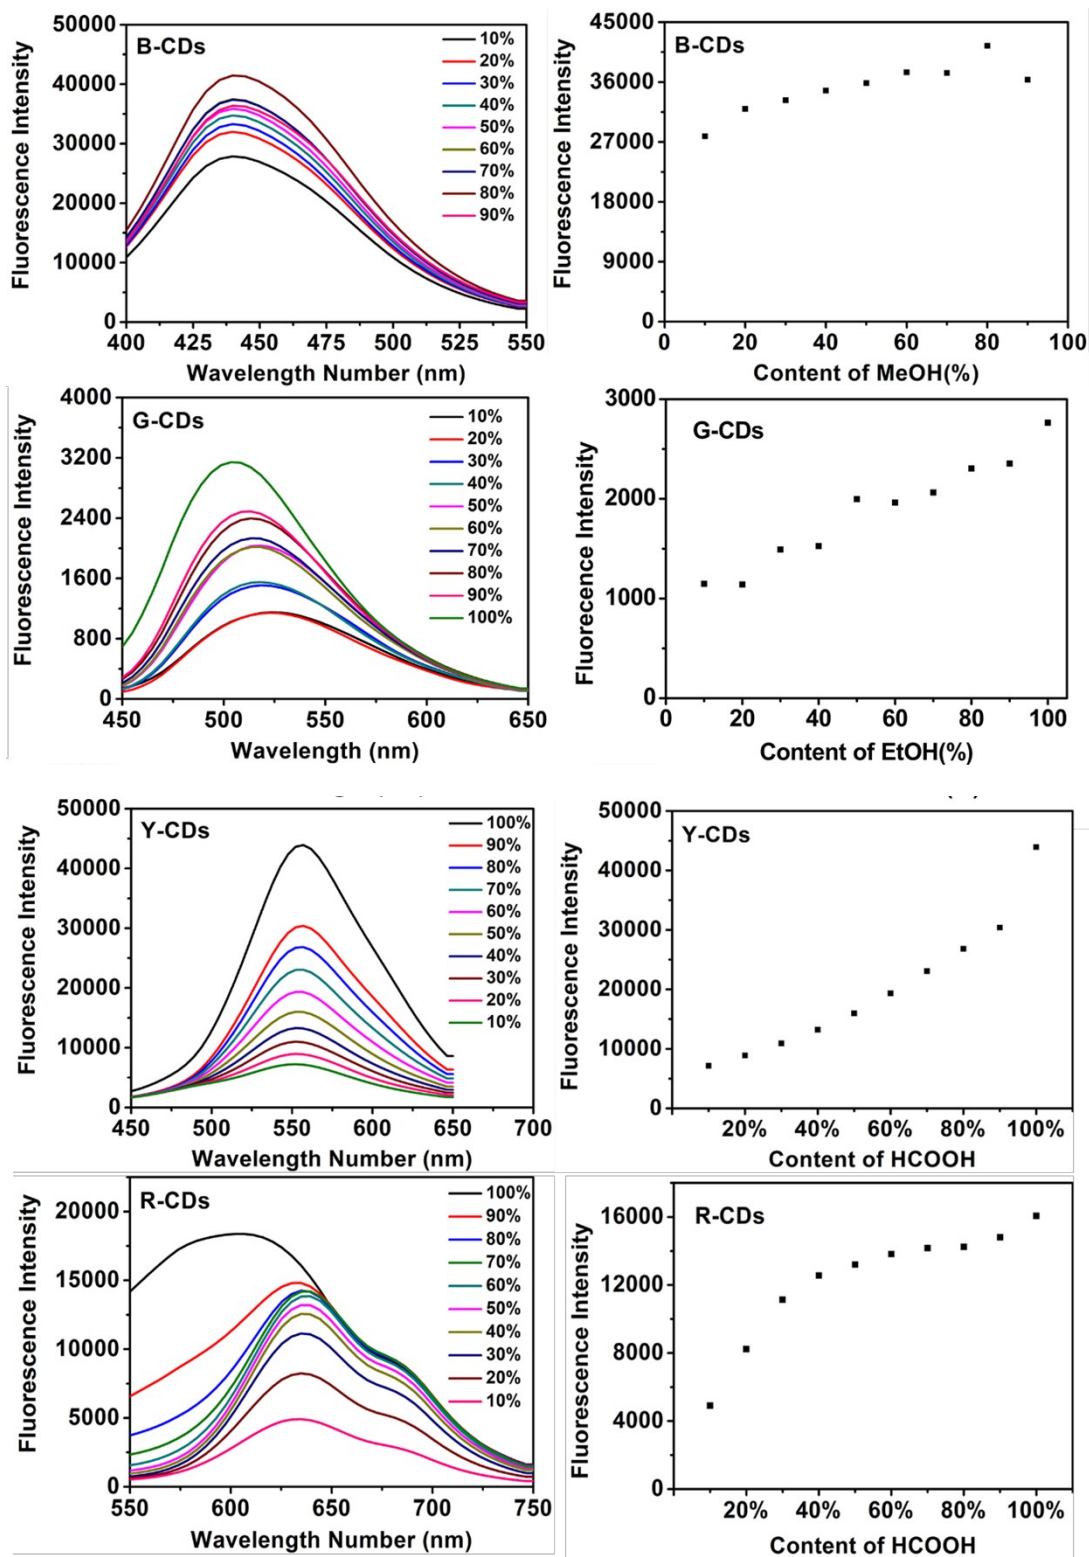 50000
40000
30000
20000
10000
0
Fluorescence Intensity
B-CDs
10%
20%
30%
40%
50%
60%
70%
80%
90%
400 425 450 475 500 525 550
Wavelength Number (nm)
45000
36000
27000
18000
9000
0
Fluorescence Intensity
B-CDs
0 20 40 60 80 100
Content of MeOH(%)
4000
3200
2400
1600
800
0
Fluorescence Intensity
G-CDs
10%
20%
30%
40%
50%
60%
70%
80%
90%
100%
450 500 550 600 650
Wavelength (nm)
3000
2000
1000
0
Fluorecence Intensity
G-CDs
0 20 40 60 80 100
Content of EtOH(%)
50000
40000
30000
20000
10000
0
Fluorescence Intensity
Y-CDs
100%
90%
80%
70%
60%
50%
40%
30%
20%
10%
450 500 550 600 650 700
Wavelength Number (nm)
50000
40000
30000
20000
10000
0
Fluorescence Intensity
Y-CDs
20% 40% 60% 80% 100%
Content of HCOOH
20000
15000
10000
5000
0
Fluorescence Intensity
R-CDs
100%
90%
80%
70%
60%
50%
40%
30%
20%
10%
550 600 650 700 750
Wavelength Number (nm)
16000
12000
8000
4000
0
Fluorescence Intensity
R-CDs
20% 40% 60% 80% 100%
Content of HCOOH